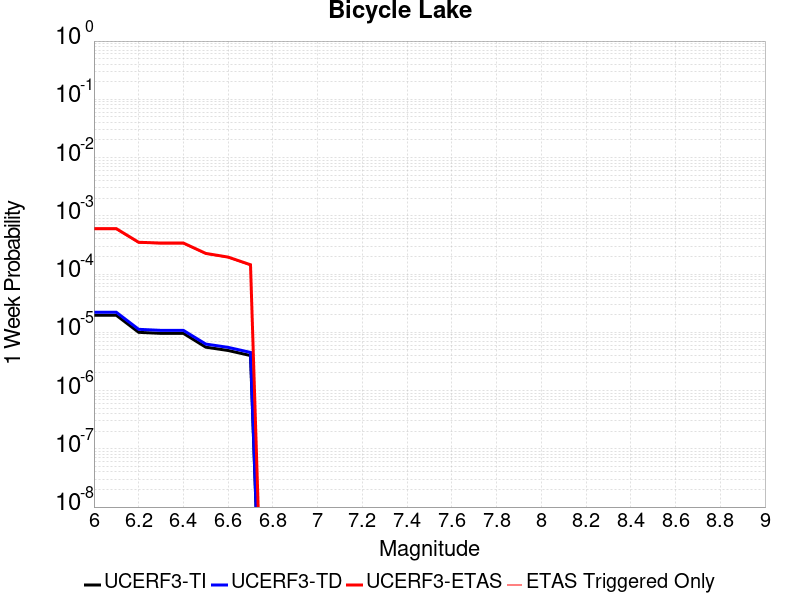 Bicycle Lake
10^0
10^-1
10^-2
10^-3
10^-4
10^-5
10^-6
10^-7
10^-8
1 Week Probability
6 6.2 6.4 6.6 6.8 7 7.2 7.4 7.6 7.8 8 8.2 8.4 8.6 8.8 9
Magnitude
UCERF3-TI UCERF3-TD UCERF3-ETAS ETAS Triggered Only